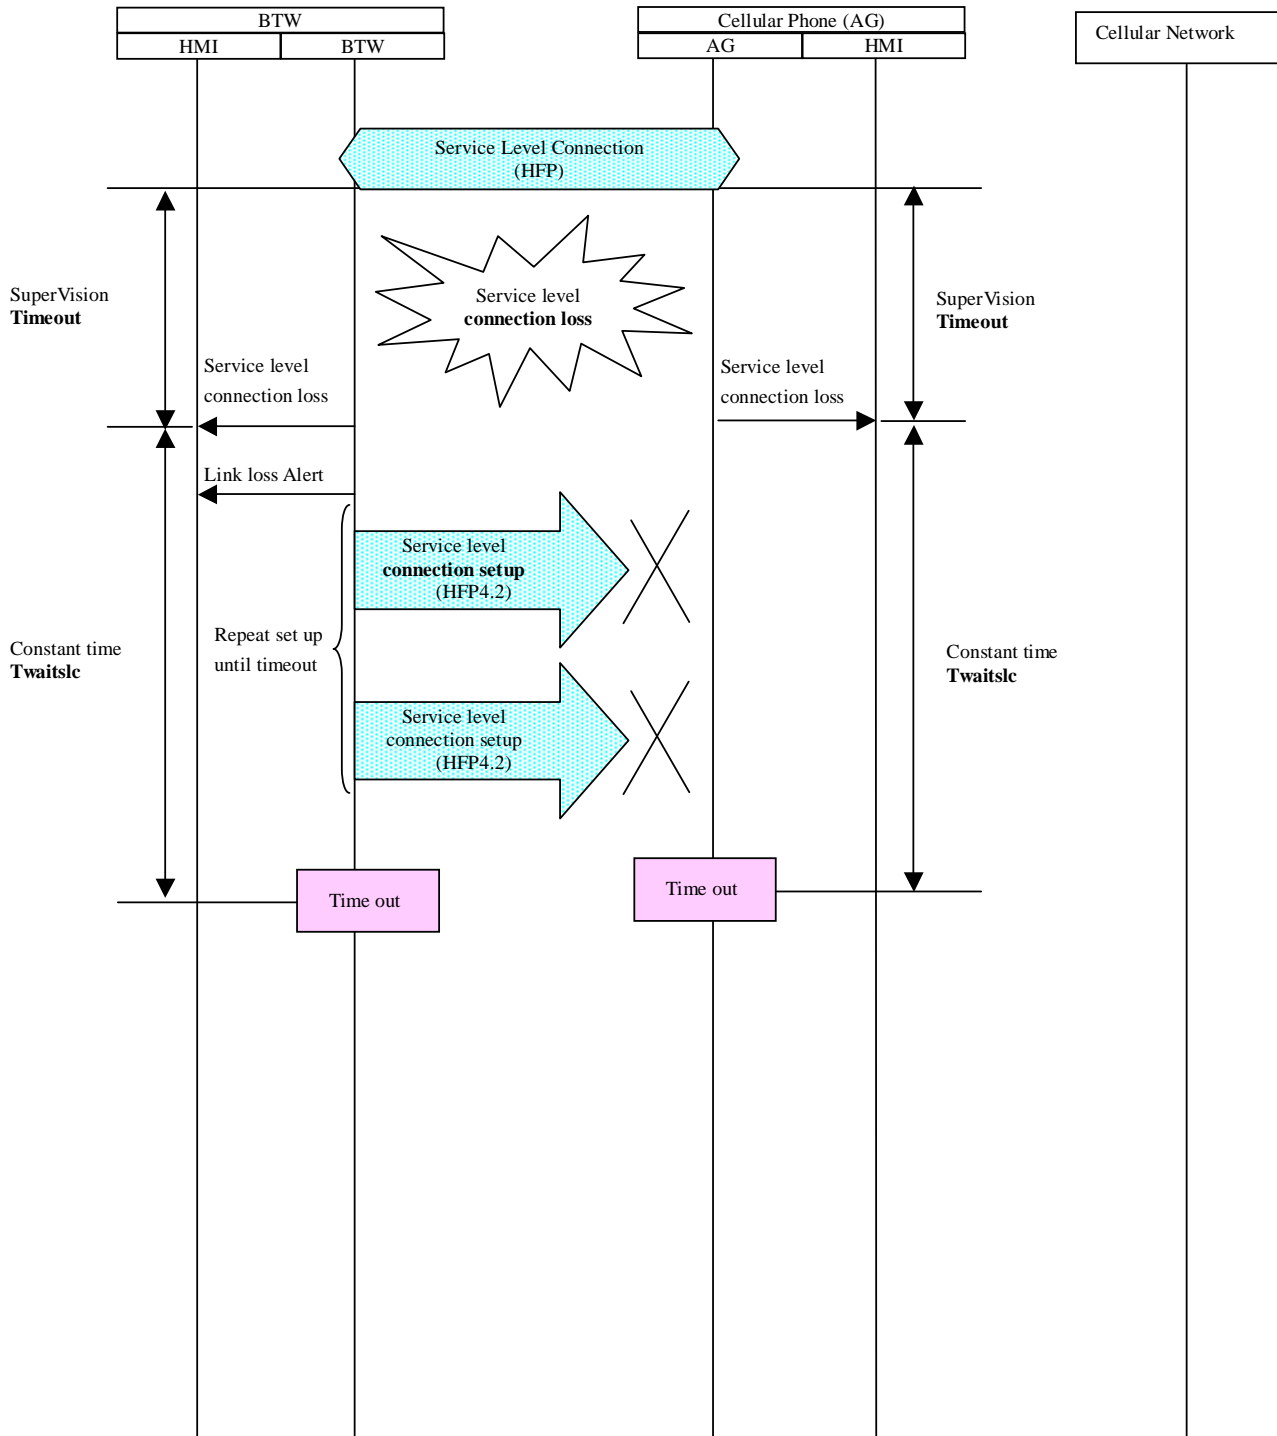 BTW
Cellular Phone (AG)
Cellular Network
HMI
BTW
AG
HMI
Service Level Connection
(HFP)
SuperVision
Timeout
Service level
connection loss
SuperVision
Timeout
Service level
connection loss
Service level
connection loss
Link loss Alert
Service level
connection setup
(HFP4.2)
Repeat set up
until timeout
Constant time
Twaitslc
Constant time
Twaitslc
Service level
connection setup
(HFP4.2)
Time out
Time out